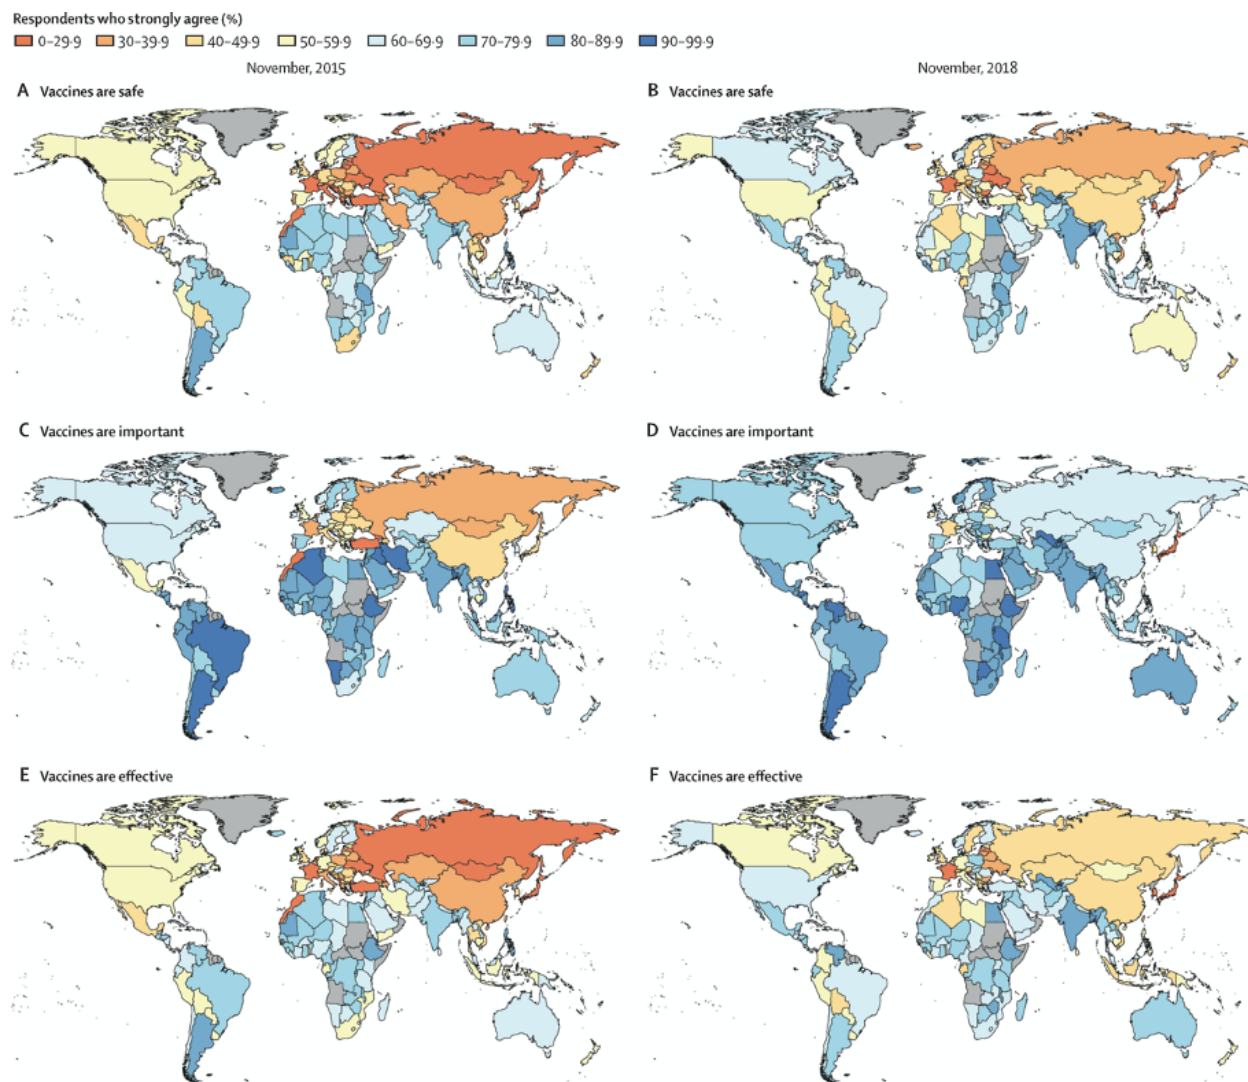 Respondents who strongly agree (%)
0–29·9 30–39·9 40–49·9 50–59·9 60–69·9 70–79·9 80–89·9 90–99·9
November, 2015 November, 2018
A Vaccines are safe B Vaccines are safe
C Vaccines are important D Vaccines are important
E Vaccines are effective F Vaccines are effective